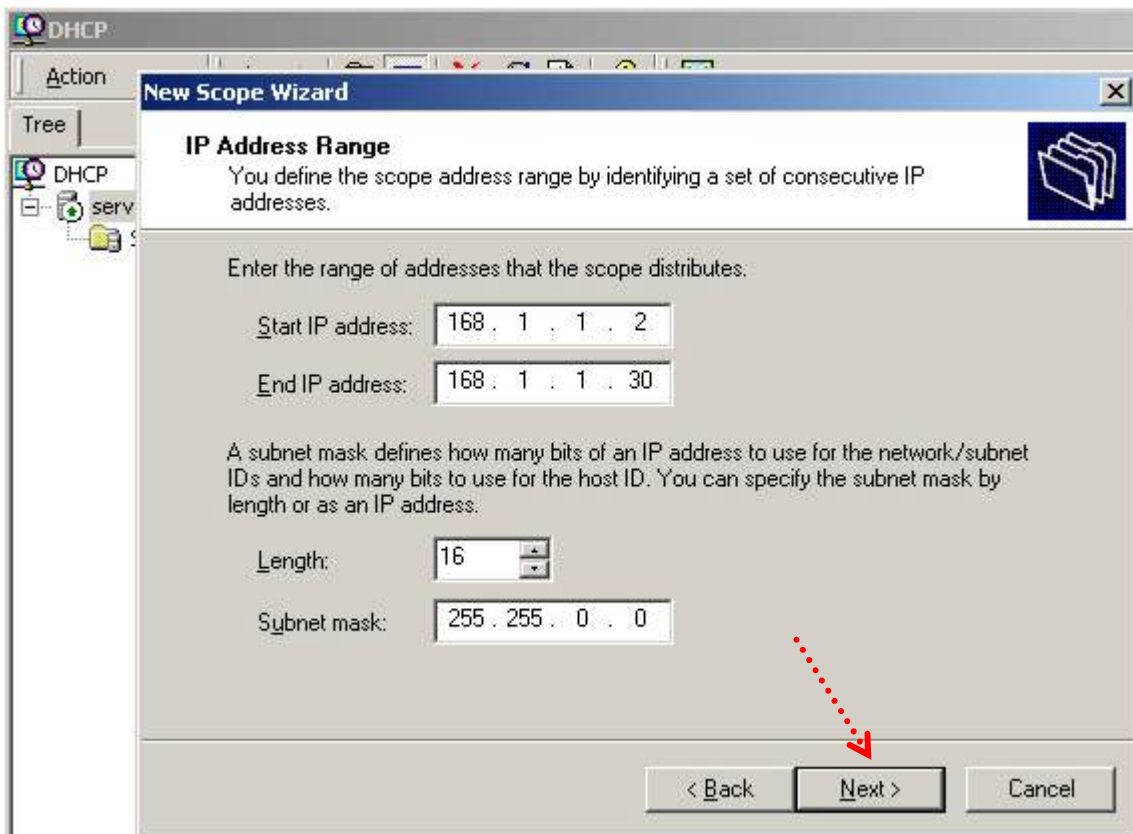 DHCP
Action
New Scope Wizard
Tree
IP Address Range
You define the scope address range by identifying a set of consecutive IP
addresses.
DHCP
serv
Enter the range of addresses that the scope distributes.
Start IP address: 168 . 1 . 1 . 2
End IP address: 168 . 1 . 1 . 30
A subnet mask defines how many bits of an IP address to use for the network/subnet
IDs and how many bits to use for the host ID. You can specify the subnet mask by
length or as an IP address.
Length: 16
Subnet mask: 255 . 255 . 0 . 0
< Back Next > Cancel